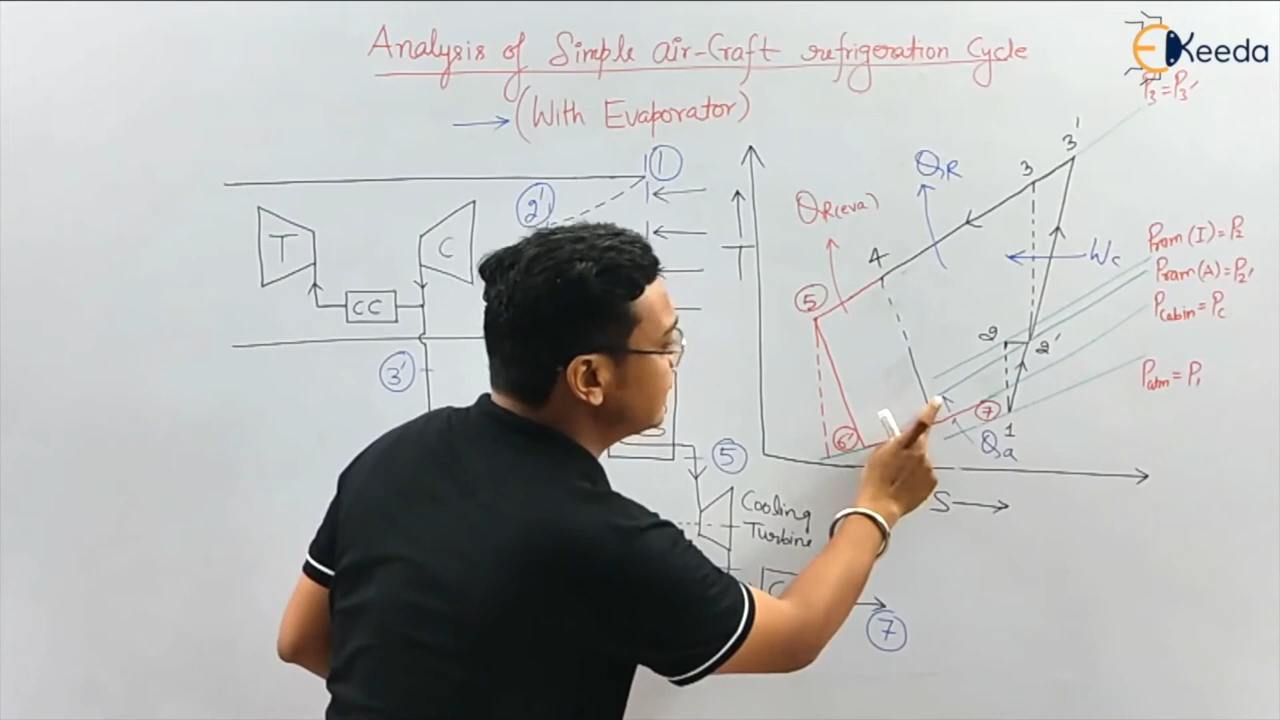 Analysis of Simple air-Craft refrigeration Cycle
(With Evaporator)
EKeeda
P3=P3'
1
2'
T
C
CC
3'
5
Cooling
Turbine
7
T
QR(eva)
QR
3
3'
4
5
Wc
Pram(I)=P2
Pram(A)=P2'
Pcabin=Pc
Patm=P1
2
2'
6'
7
1
Qa
S